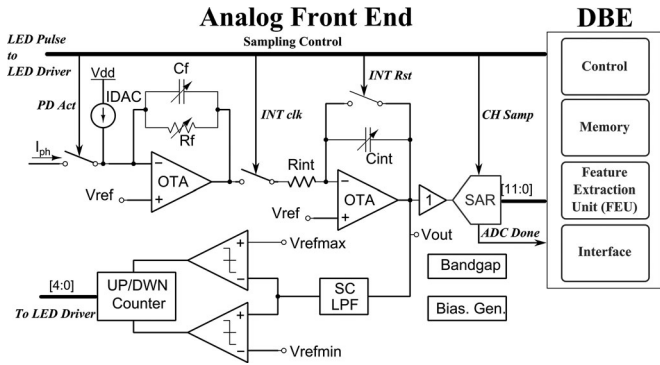 Analog Front End
DBE
LED Pulse
to
LED Driver
Sampling Control
Vdd
IDAC
Cf
Rf
PD Act
INT clk
INT Rst
CH Samp
Iph
OTA
Vref
Rint
Cint
OTA
Vref
1
SAR
[11:0]
ADC Done
Vout
Control
Memory
Feature
Extraction
Unit (FEU)
Interface
Bandgap
Bias. Gen.
Vrefmax
Vrefmin
SC
LPF
UP/DWN
Counter
[4:0]
To LED Driver